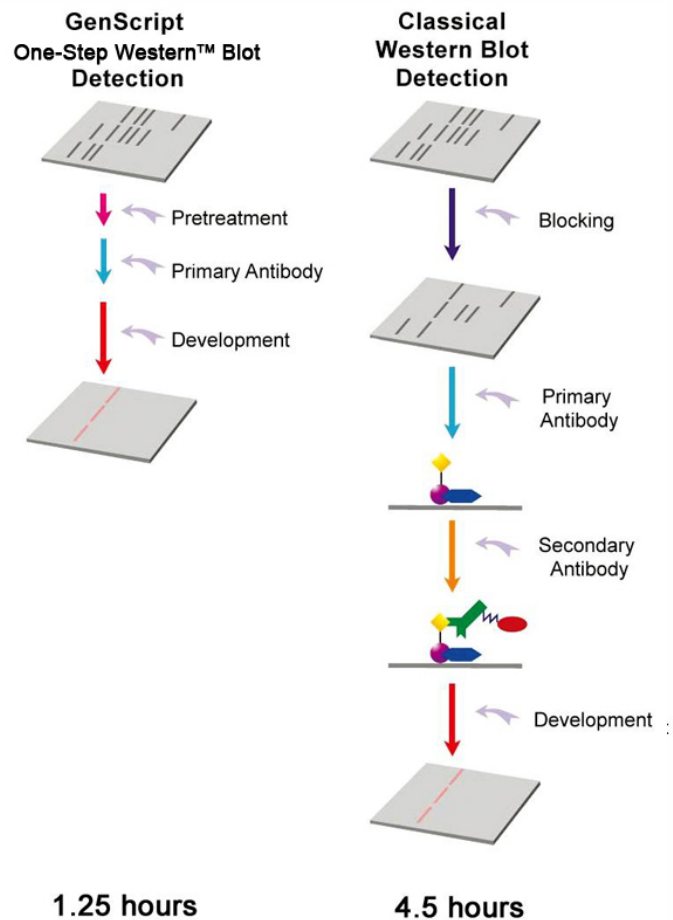 GenScript
One-Step Western™ Blot
Detection
Pretreatment
Primary Antibody
Development
1.25 hours
Classical
Western Blot
Detection
Blocking
Primary
Antibody
Secondary
Antibody
Development
4.5 hours